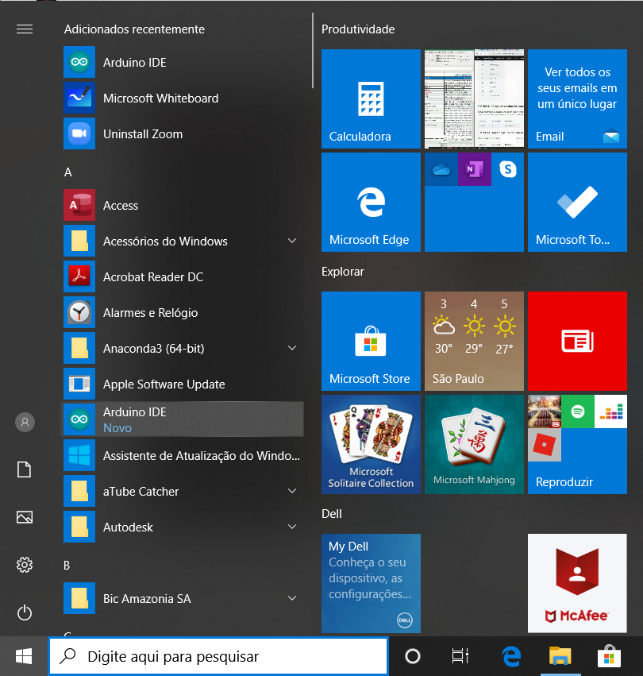 Adicionados recentemente
Arduino IDE
Microsoft Whiteboard
Uninstall Zoom
A
Access
Acessórios do Windows
Acrobat Reader DC
Alarmes e Relógio
Anaconda3 (64-bit)
Apple Software Update
Arduino IDE
Novo
Assistente de Atualização do Windo...
aTube Catcher
Autodesk
B
Bic Amazonia SA
Produtividade
Calculadora
Ver todos os
seus emails em
um único lugar
Email
Microsoft Edge
Microsoft To...
Explorar
Microsoft Store
3 4 5
30° 29° 27°
São Paulo
Microsoft
Solitaire Collection
Microsoft Mahjong
Reproduzir
Dell
My Dell
Conheça o seu
dispositivo, as
configurações...
DELL
McAfee
Digite aqui para pesquisar